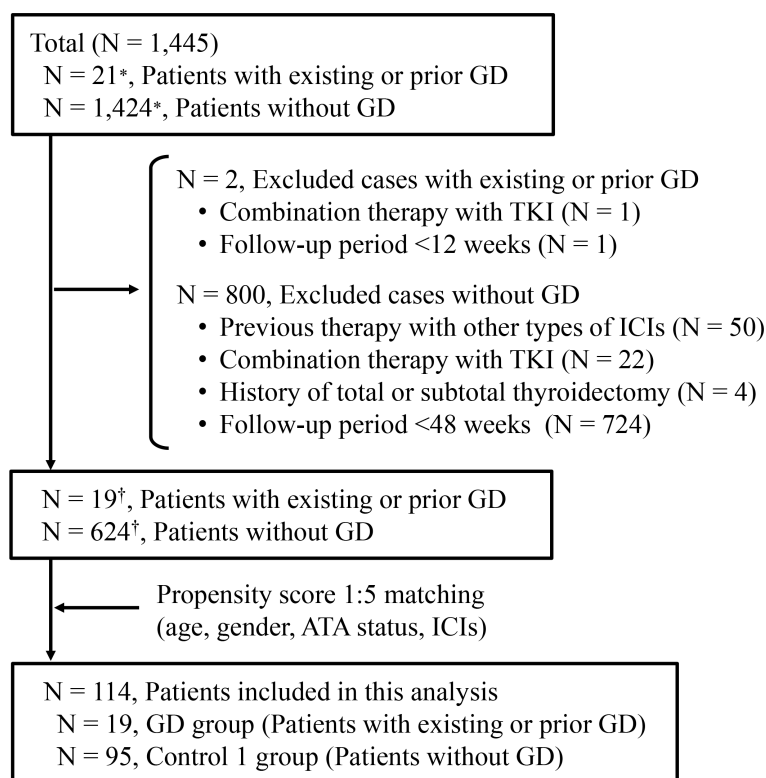 Total (N = 1,445)
N = 21*, Patients with existing or prior GD
N = 1,424*, Patients without GD
N = 2, Excluded cases with existing or prior GD
• Combination therapy with TKI (N = 1)
• Follow-up period <12 weeks (N = 1)
N = 800, Excluded cases without GD
• Previous therapy with other types of ICIs (N = 50)
• Combination therapy with TKI (N = 22)
• History of total or subtotal thyroidectomy (N = 4)
• Follow-up period <48 weeks (N = 724)
N = 19†, Patients with existing or prior GD
N = 624†, Patients without GD
Propensity score 1:5 matching
(age, gender, ATA status, ICIs)
N = 114, Patients included in this analysis
N = 19, GD group (Patients with existing or prior GD)
N = 95, Control 1 group (Patients without GD)